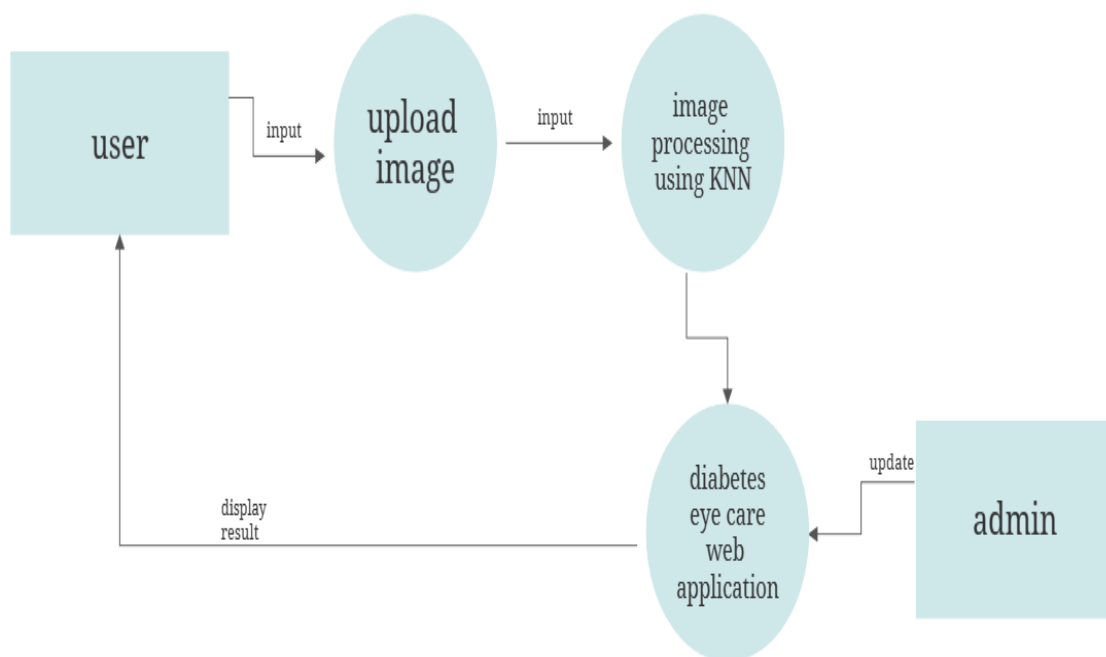 user
input
upload
image
input
image
processing
using KNN
display
result
diabetes
eye care
web
application
update
admin